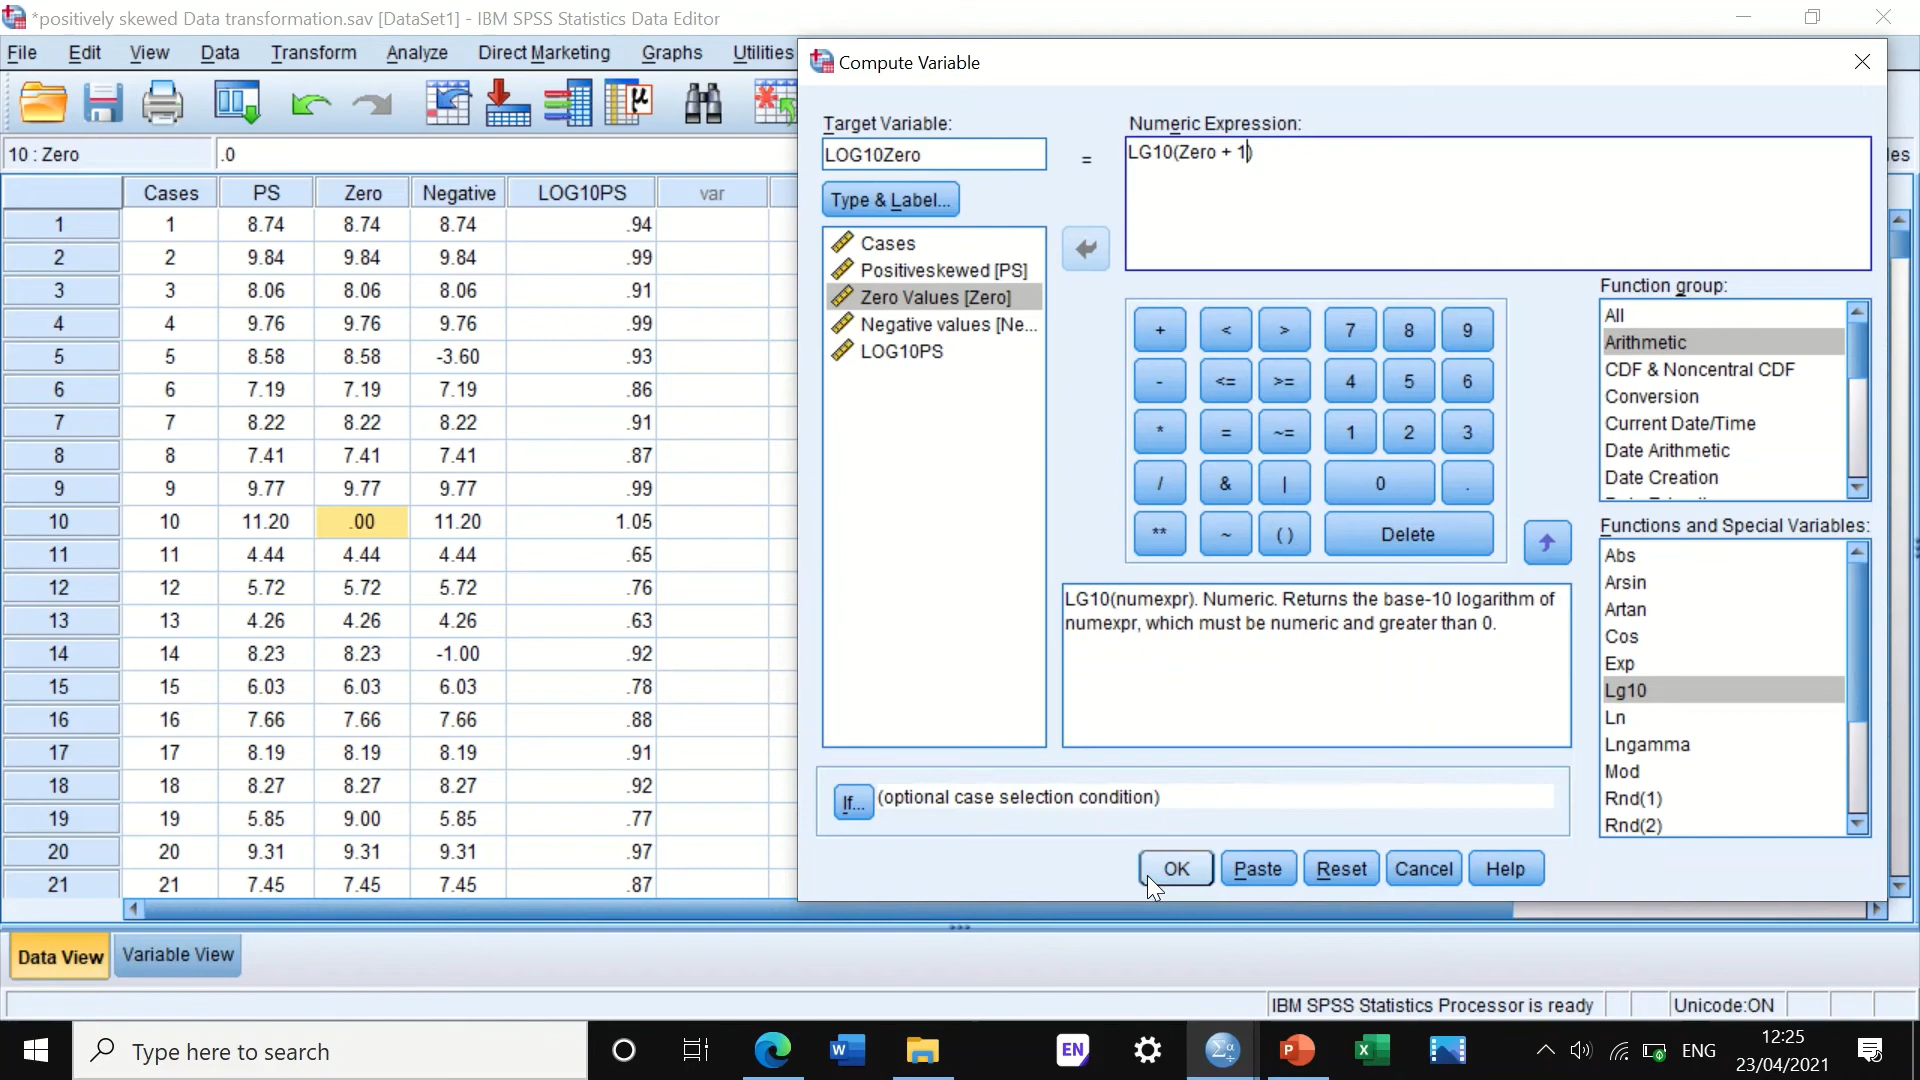 *positively skewed Data transformation.sav [DataSet1] - IBM SPSS Statistics Data Editor
File Edit View Data Transform Analyze Direct Marketing Graphs Utilities
10 : Zero .0
Cases PS Zero Negative LOG10PS var
1 1 8.74 8.74 8.74 .94
2 2 9.84 9.84 9.84 .99
3 3 8.06 8.06 8.06 .91
4 4 9.76 9.76 9.76 .99
5 5 8.58 8.58 -3.60 .93
6 6 7.19 7.19 7.19 .86
7 7 8.22 8.22 8.22 .91
8 8 7.41 7.41 7.41 .87
9 9 9.77 9.77 9.77 .99
10 10 11.20 .00 11.20 1.05
11 11 4.44 4.44 4.44 .65
12 12 5.72 5.72 5.72 .76
13 13 4.26 4.26 4.26 .63
14 14 8.23 8.23 -1.00 .92
15 15 6.03 6.03 6.03 .78
16 16 7.66 7.66 7.66 .88
17 17 8.19 8.19 8.19 .91
18 18 8.27 8.27 8.27 .92
19 19 5.85 9.00 5.85 .77
20 20 9.31 9.31 9.31 .97
21 21 7.45 7.45 7.45 .87
Data View Variable View
Compute Variable
Target Variable:
LOG10Zero
=
Numeric Expression:
LG10(Zero + 1)
Type & Label...
Cases
Positiveskewed [PS]
Zero Values [Zero]
Negative values [Ne...
LOG10PS
+ < > 7 8 9
- <= >= 4 5 6
* = ~= 1 2 3
/ & | 0 .
** ~ ( ) Delete
LG10(numexpr). Numeric. Returns the base-10 logarithm of
numexpr, which must be numeric and greater than 0.
Function group:
All
Arithmetic
CDF & Noncentral CDF
Conversion
Current Date/Time
Date Arithmetic
Date Creation
Functions and Special Variables:
Abs
Arsin
Artan
Cos
Exp
Lg10
Ln
Lngamma
Mod
Rnd(1)
Rnd(2)
If... (optional case selection condition)
OK Paste Reset Cancel Help
IBM SPSS Statistics Processor is ready Unicode:ON
Type here to search
EN
ENG
12:25
23/04/2021